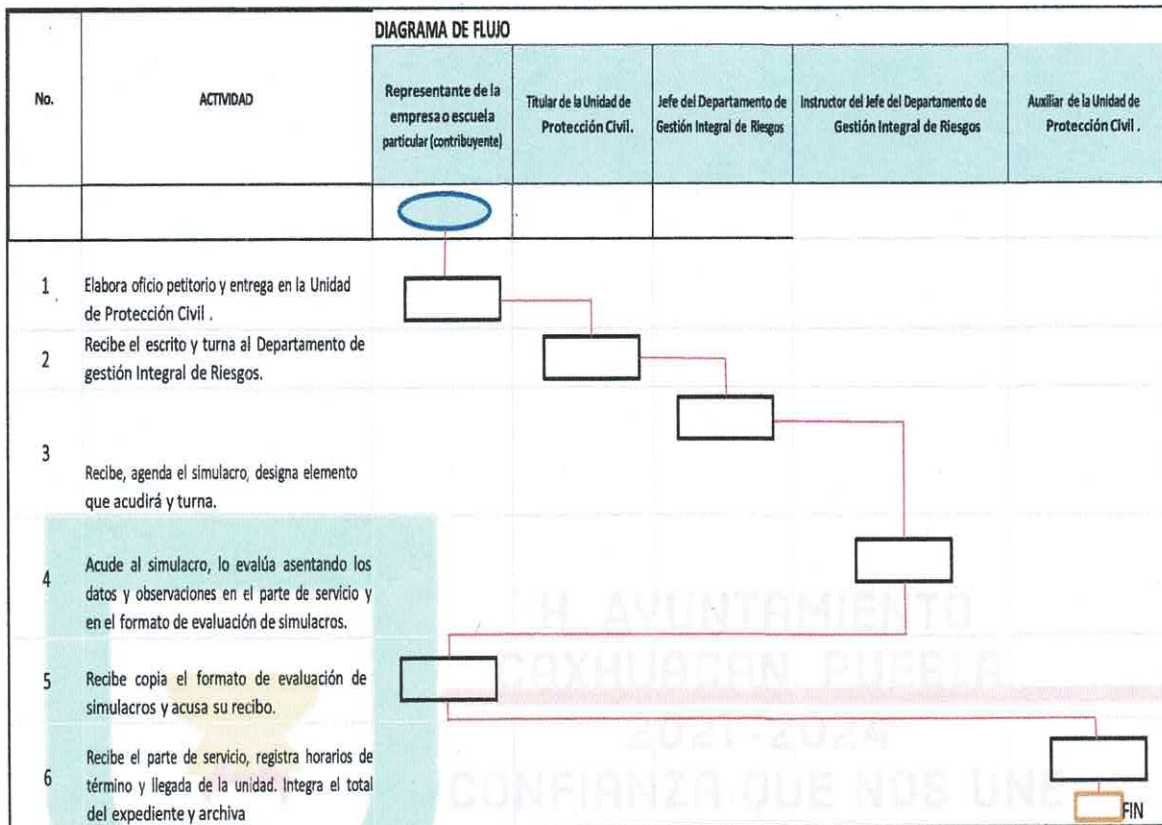 DIAGRAMA DE FLUJO
No.
ACTIVIDAD
Representante de la
empresa o escuela
particular (contribuyente)
Titular de la Unidad de
Protección Civil.
Jefe del Departamento de
Gestión Integral de Riesgos
Instructor del Jefe del Departamento de
Gestión Integral de Riesgos
Auxiliar de la Unidad de
Protección Civil .
1
Elabora oficio petitorio y entrega en la Unidad
de Protección Civil .
2
Recibe el escrito y turna al Departamento de
gestión Integral de Riesgos.
3
Recibe, agenda el simulacro, designa elemento
que acudirá y turna.
4
Acude al simulacro, lo evalúa asentando los
datos y observaciones en el parte de servicio y
en el formato de evaluación de simulacros.
5
Recibe copia el formato de evaluación de
simulacros y acusa su recibo.
6
Recibe el parte de servicio, registra horarios de
término y llegada de la unidad. Integra el total
del expediente y archiva
FIN
H. AYUNTAMIENTO
CAXHUACAN PUEBLA
2021-2024
CONFIANZA QUE NOS UNE